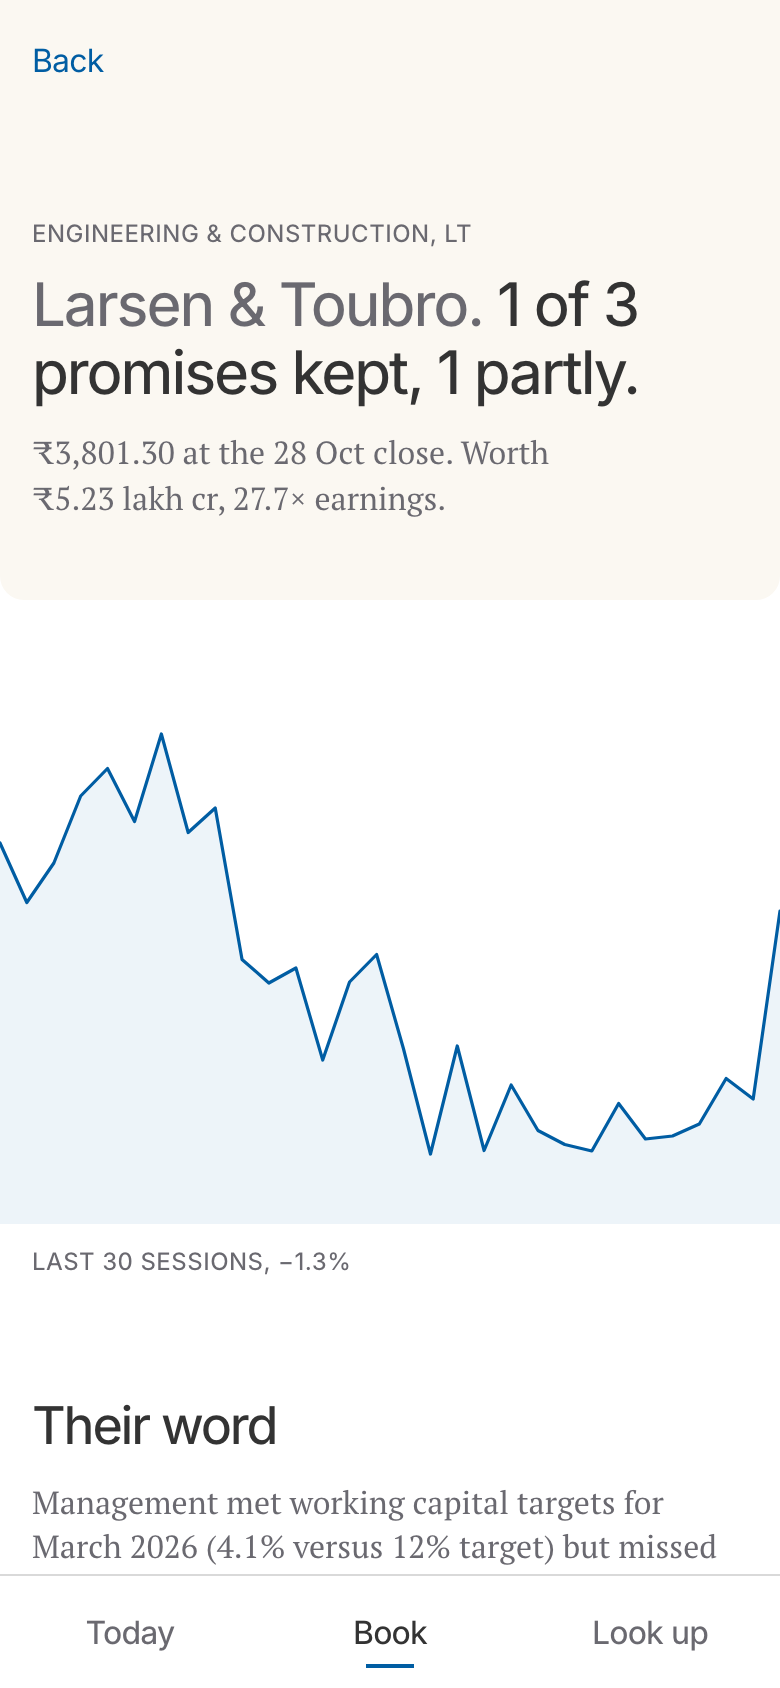 Back
ENGINEERING & CONSTRUCTION, LT
Larsen & Toubro. 1 of 3
promises kept, 1 partly.
₹3,801.30 at the 28 Oct close. Worth
₹5.23 lakh cr, 27.7× earnings.
LAST 30 SESSIONS, −1.3%
Their word
Management met working capital targets for
March 2026 (4.1% versus 12% target) but missed
Today
Book
Look up